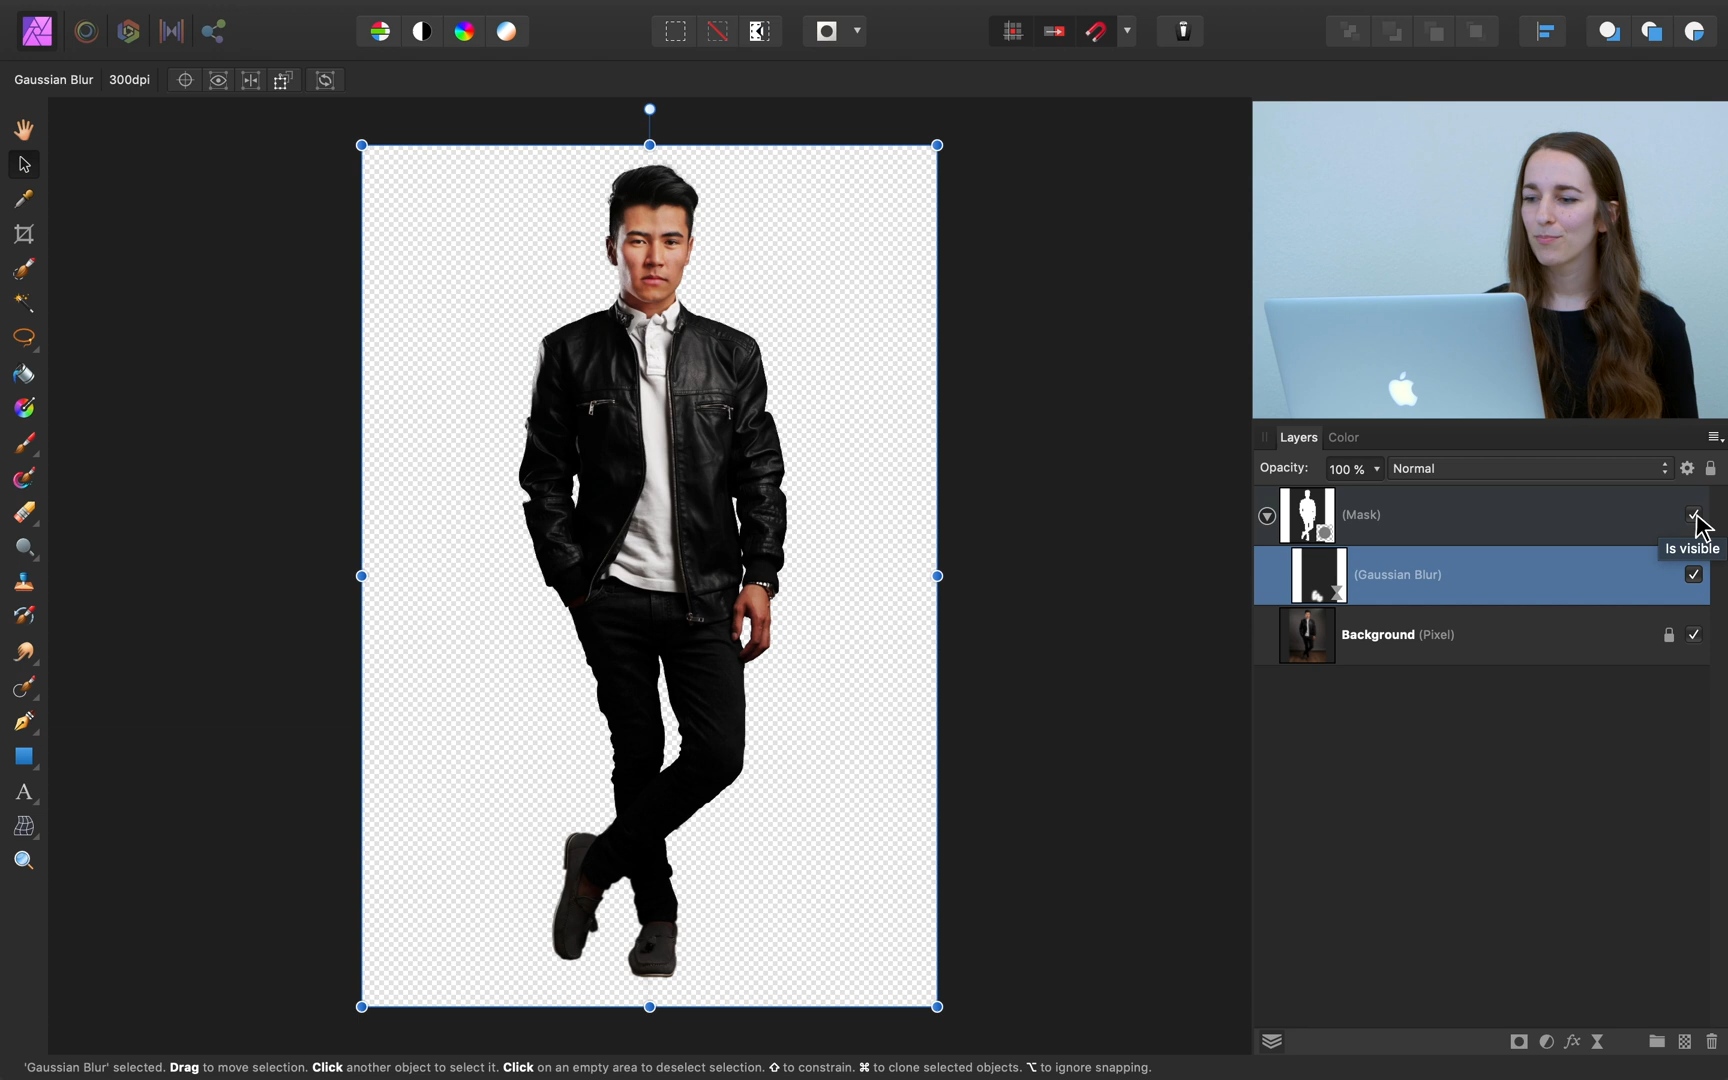 Gaussian Blur 300dpi
Layers Color
Opacity: 100 % Normal
(Mask)
Is visible
(Gaussian Blur)
Background (Pixel)
'Gaussian Blur' selected. Drag to move selection. Click another object to select it. Click on an empty area to deselect selection. ⇧ to constrain. ⌘ to clone selected objects. ⌥ to ignore snapping.